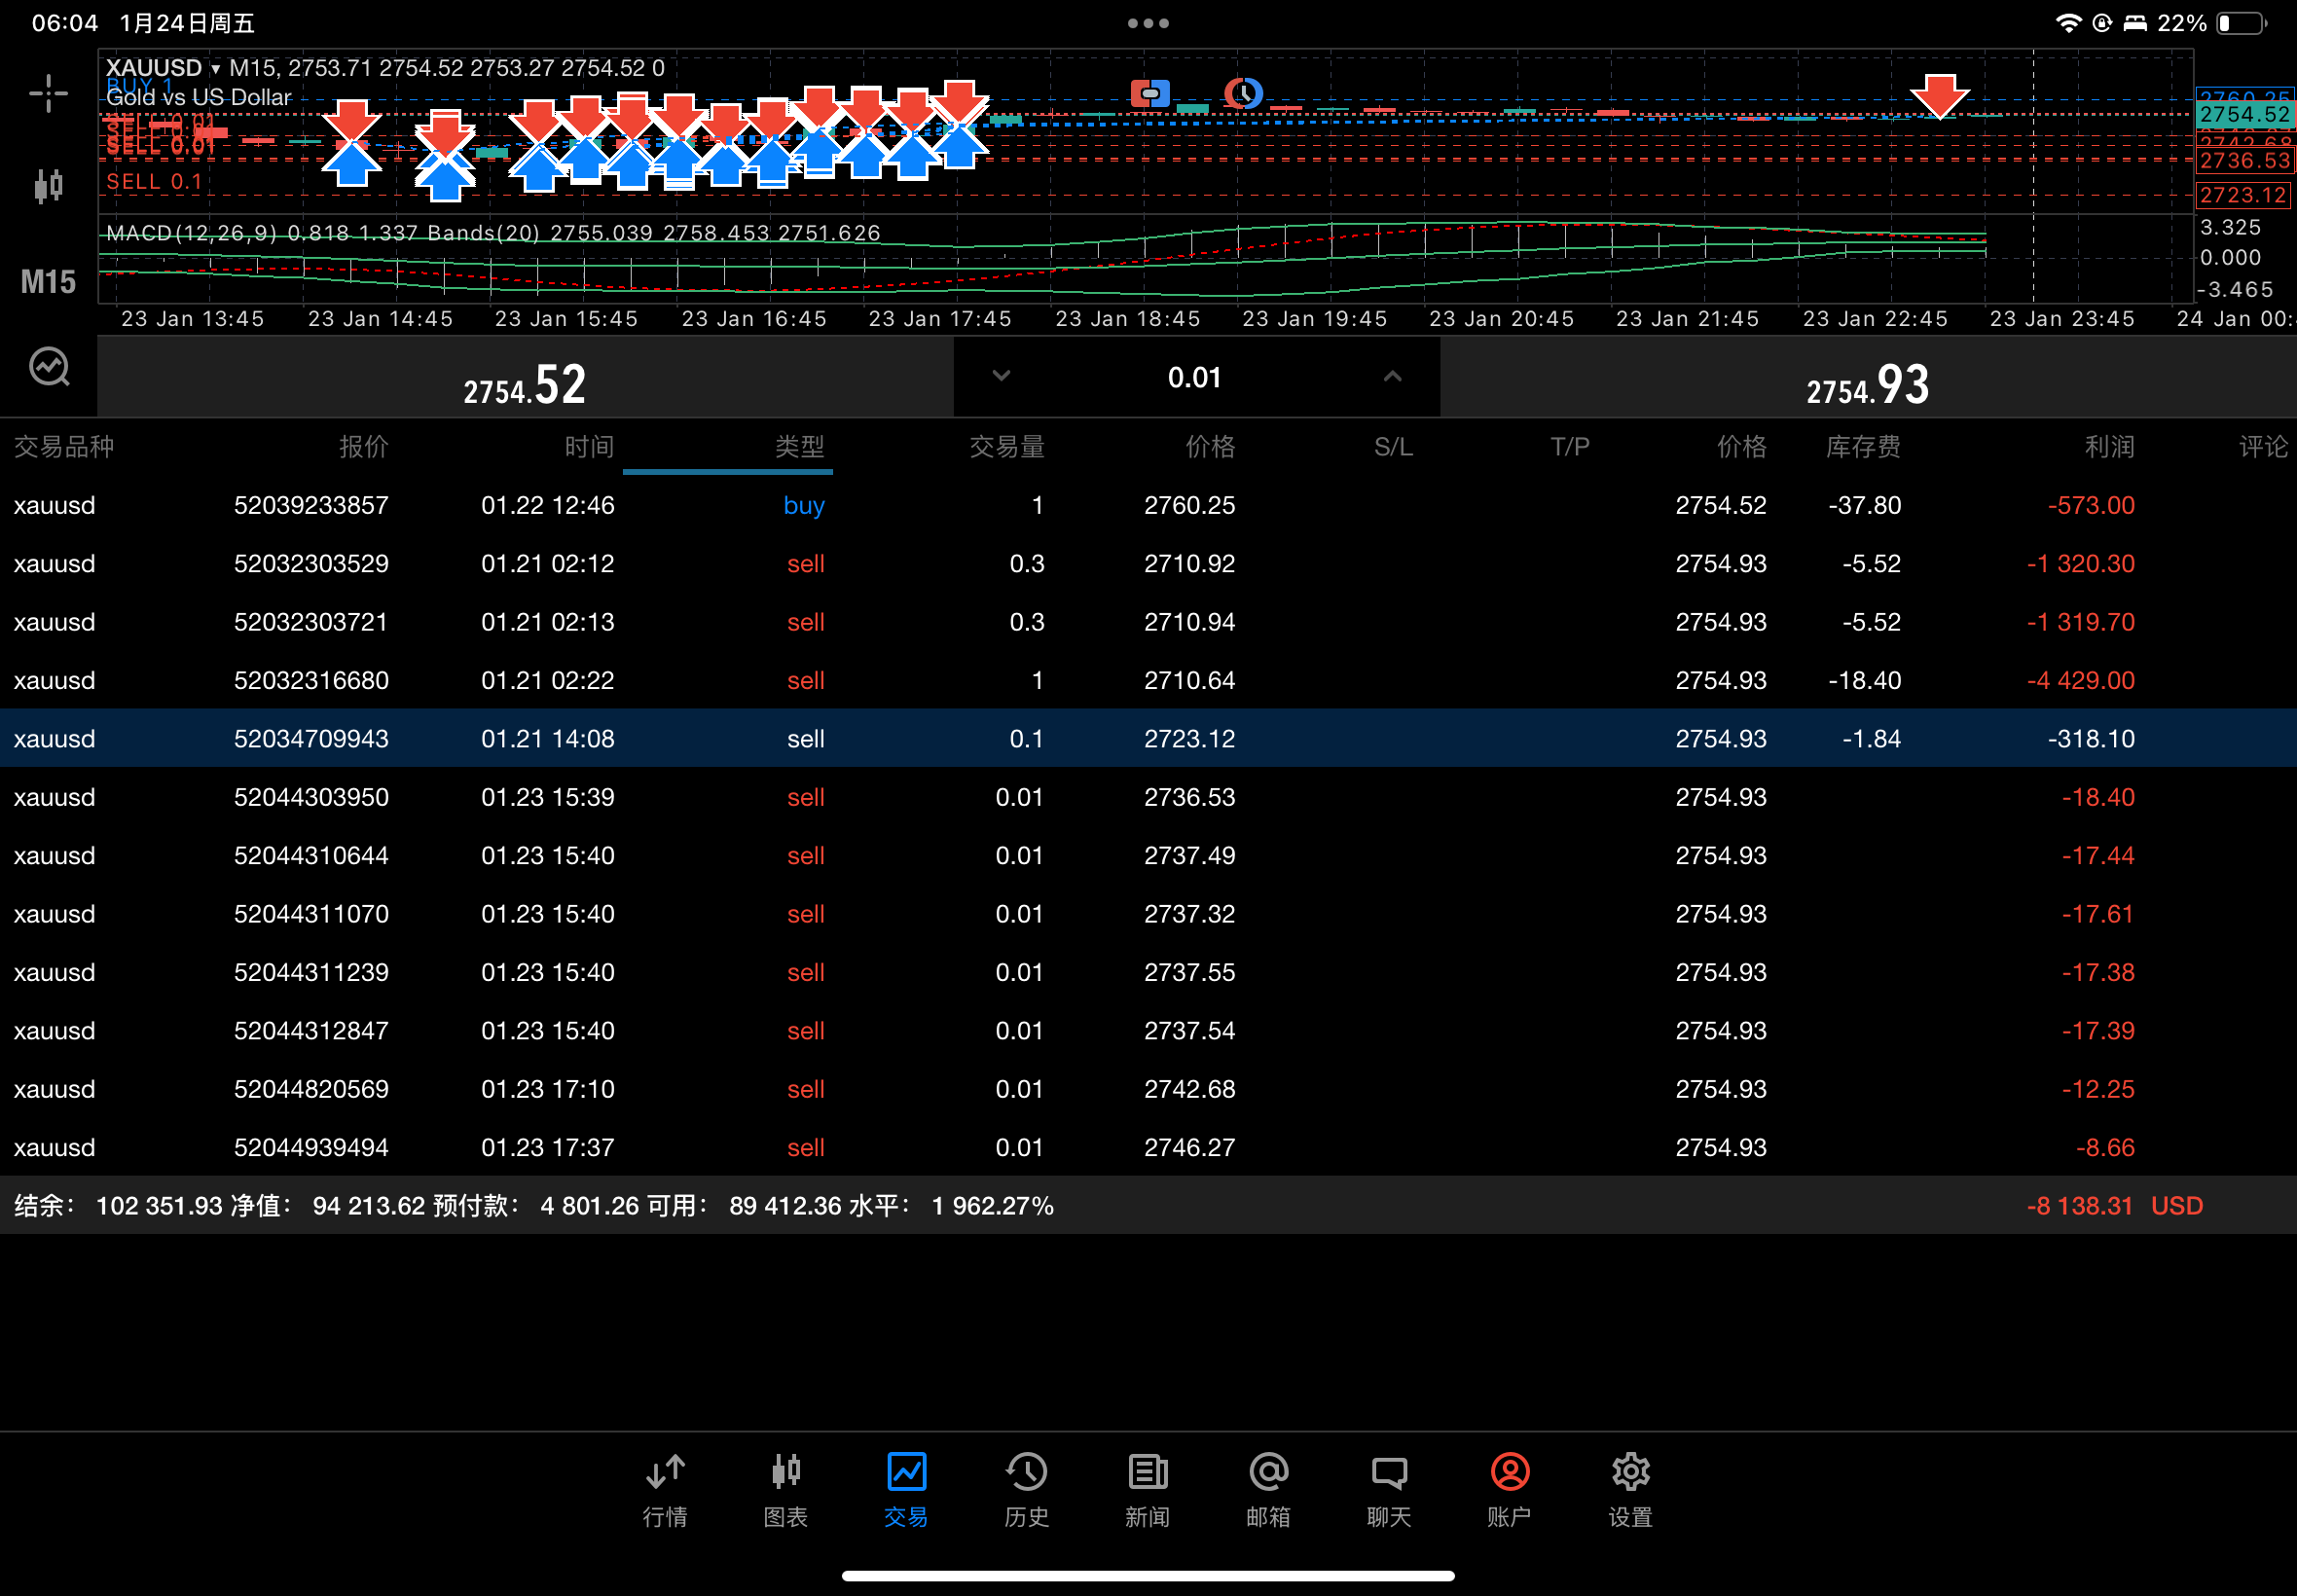 06:04 1月24日周五
22%
XAUUSD ▾ M15, 2753.71 2754.52 2753.27 2754.52 0
BUY 1
Gold vs US Dollar
SELL 0.01
SELL 0.01
SELL 0.1
2760.25
2754.52
2742.68
2736.53
2723.12
MACD(12,26,9) 0.818 1.337 Bands(20) 2755.039 2758.453 2751.626
3.325
0.000
-3.465
M15
23 Jan 13:45 23 Jan 14:45 23 Jan 15:45 23 Jan 16:45 23 Jan 17:45 23 Jan 18:45 23 Jan 19:45 23 Jan 20:45 23 Jan 21:45 23 Jan 22:45 23 Jan 23:45 24 Jan 00:
2754.52 0.01 2754.93
交易品种 报价 时间 类型 交易量 价格 S/L T/P 价格 库存费 利润 评论
xauusd 52039233857 01.22 12:46 buy 1 2760.25 2754.52 -37.80 -573.00
xauusd 52032303529 01.21 02:12 sell 0.3 2710.92 2754.93 -5.52 -1 320.30
xauusd 52032303721 01.21 02:13 sell 0.3 2710.94 2754.93 -5.52 -1 319.70
xauusd 52032316680 01.21 02:22 sell 1 2710.64 2754.93 -18.40 -4 429.00
xauusd 52034709943 01.21 14:08 sell 0.1 2723.12 2754.93 -1.84 -318.10
xauusd 52044303950 01.23 15:39 sell 0.01 2736.53 2754.93 -18.40
xauusd 52044310644 01.23 15:40 sell 0.01 2737.49 2754.93 -17.44
xauusd 52044311070 01.23 15:40 sell 0.01 2737.32 2754.93 -17.61
xauusd 52044311239 01.23 15:40 sell 0.01 2737.55 2754.93 -17.38
xauusd 52044312847 01.23 15:40 sell 0.01 2737.54 2754.93 -17.39
xauusd 52044820569 01.23 17:10 sell 0.01 2742.68 2754.93 -12.25
xauusd 52044939494 01.23 17:37 sell 0.01 2746.27 2754.93 -8.66
结余： 102 351.93 净值： 94 213.62 预付款： 4 801.26 可用： 89 412.36 水平： 1 962.27% -8 138.31 USD
行情 图表 交易 历史 新闻 邮箱 聊天 账户 设置